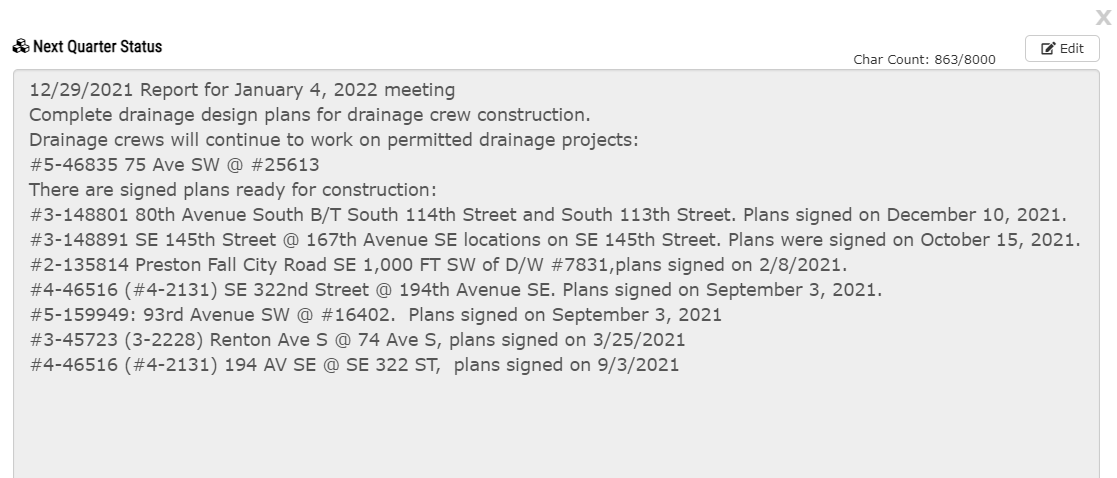 X
Next Quarter Status
Char Count: 863/8000
Edit
12/29/2021 Report for January 4, 2022 meeting
Complete drainage design plans for drainage crew construction.
Drainage crews will continue to work on permitted drainage projects:
#5-46835 75 Ave SW @ #25613
There are signed plans ready for construction:
#3-148801 80th Avenue South B/T South 114th Street and South 113th Street. Plans signed on December 10, 2021.
#3-148891 SE 145th Street @ 167th Avenue SE locations on SE 145th Street. Plans were signed on October 15, 2021.
#2-135814 Preston Fall City Road SE 1,000 FT SW of D/W #7831,plans signed on 2/8/2021.
#4-46516 (#4-2131) SE 322nd Street @ 194th Avenue SE. Plans signed on September 3, 2021.
#5-159949: 93rd Avenue SW @ #16402.  Plans signed on September 3, 2021
#3-45723 (3-2228) Renton Ave S @ 74 Ave S, plans signed on 3/25/2021
#4-46516 (#4-2131) 194 AV SE @ SE 322 ST,  plans signed on 9/3/2021